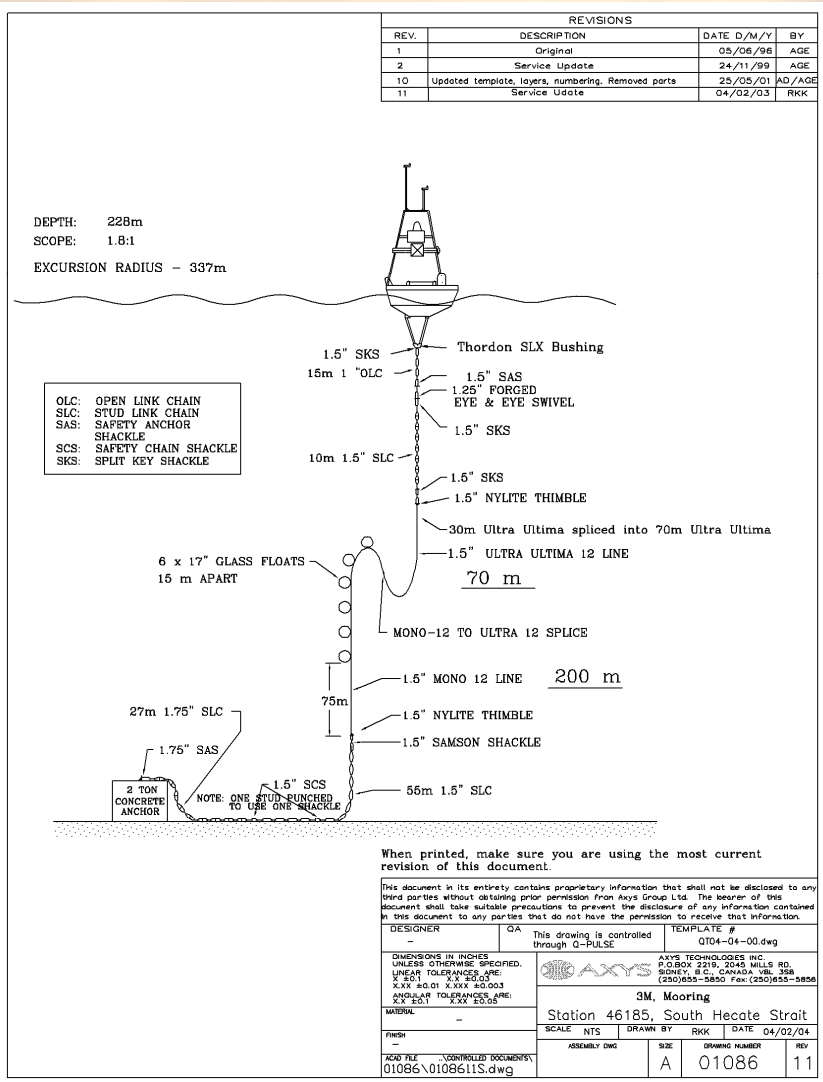 REVISIONS
REV. DESCRIPTION DATE D/M/Y BY
1 Original 05/06/96 AGE
2 Service Update 24/11/99 AGE
10 Updated template, layers, numbering. Removed parts 25/05/01 AD/AGE
11 Service Udate 04/02/03 RKK
DEPTH: 228m
SCOPE: 1.8:1
EXCURSION RADIUS - 337m
OLC: OPEN LINK CHAIN
SLC: STUD LINK CHAIN
SAS: SAFETY ANCHOR
SHACKLE
SCS: SAFETY CHAIN SHACKLE
SKS: SPLIT KEY SHACKLE
Thordon SLX Bushing
1.5" SKS
15m 1 "OLC
1.5" SAS
1.25" FORGED
EYE & EYE SWIVEL
1.5" SKS
10m 1.5" SLC
1.5" SKS
1.5" NYLITE THIMBLE
30m Ultra Ultima spliced into 70m Ultra Ultima
1.5" ULTRA ULTIMA 12 LINE
70 m
6 x 17" GLASS FLOATS
15 m APART
MONO-12 TO ULTRA 12 SPLICE
1.5" MONO 12 LINE
200 m
75m
1.5" NYLITE THIMBLE
1.5" SAMSON SHACKLE
27m 1.75" SLC
1.75" SAS
1.5" SCS
NOTE: ONE STUD PUNCHED
TO USE ONE SHACKLE
55m 1.5" SLC
2 TON
CONCRETE
ANCHOR
When printed, make sure you are using the most current
revision of this document.
This document in its entirety contains proprietary information that shall not be disclosed to any
third parties without obtaining prior permission from Axys Group Ltd. The bearer of this
document shall take suitable precautions to prevent the disclosure of any information contained
in this document to any parties that do not have the permission to receive that information.
DESIGNER
-
QA
This drawing is controlled
through Q-PULSE
TEMPLATE #
QT04-04-00.dwg
DIMENSIONS IN INCHES
UNLESS OTHERWISE SPECIFIED.
LINEAR TOLERANCES ARE:
X ±0.1 X.X ±0.03
X.XX ±0.01 X.XXX ±0.003
ANGULAR TOLERANCES ARE:
X.X ±0.1 X.XX ±0.05
MATERIAL
-
FINISH
-
ACAD FILE ..\CONTROLLED DOCUMENTS\
01086\0108611S.dwg
AXYS
AXYS TECHNOLOGIES INC.
P.O.BOX 2219, 2045 MILLS RD.
SIDNEY, B.C., CANADA V8L 3S8
(250)655-5850 Fax:(250)655-5856
3M, Mooring
Station 46185, South Hecate Strait
SCALE NTS DRAWN BY RKK DATE 04/02/04
ASSEMBLY DWG
SIZE
A
DRAWING NUMBER
01086
REV
11